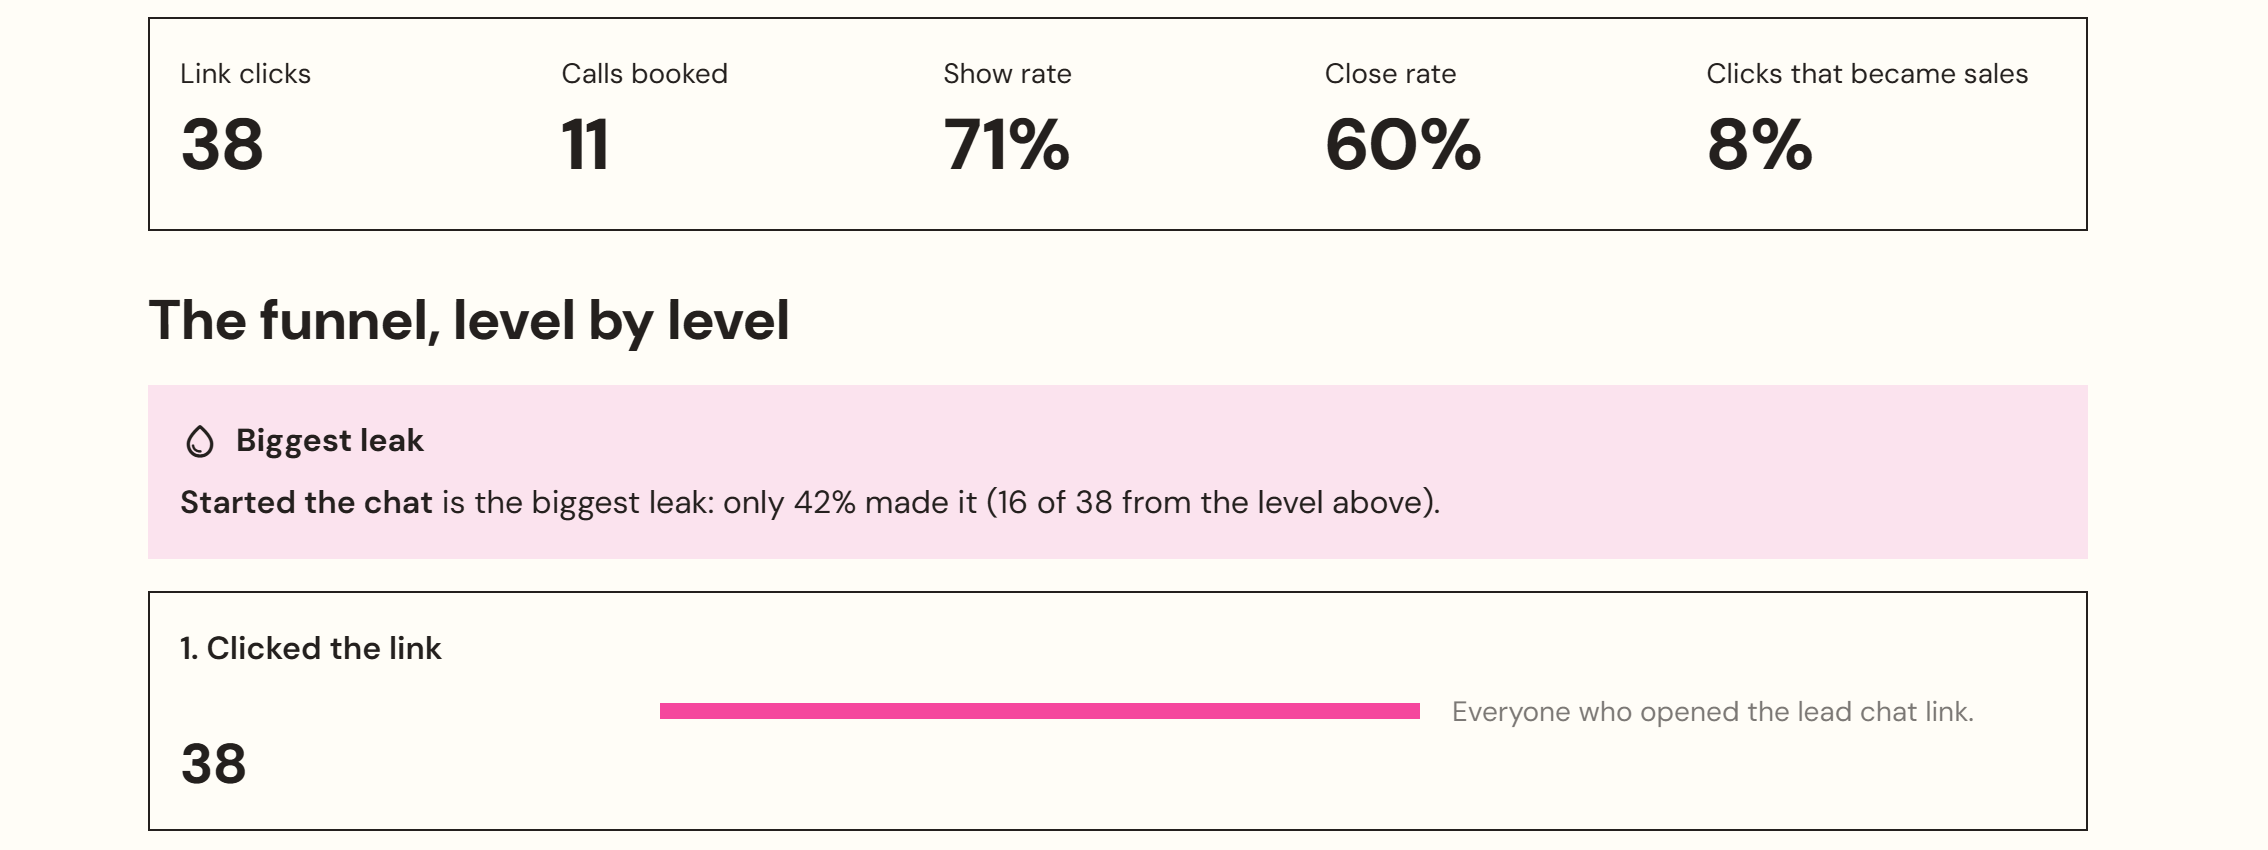 Link clicks
38
Calls booked
11
Show rate
71%
Close rate
60%
Clicks that became sales
8%
The funnel, level by level
Biggest leak
Started the chat is the biggest leak: only 42% made it (16 of 38 from the level above).
1. Clicked the link
38
Everyone who opened the lead chat link.